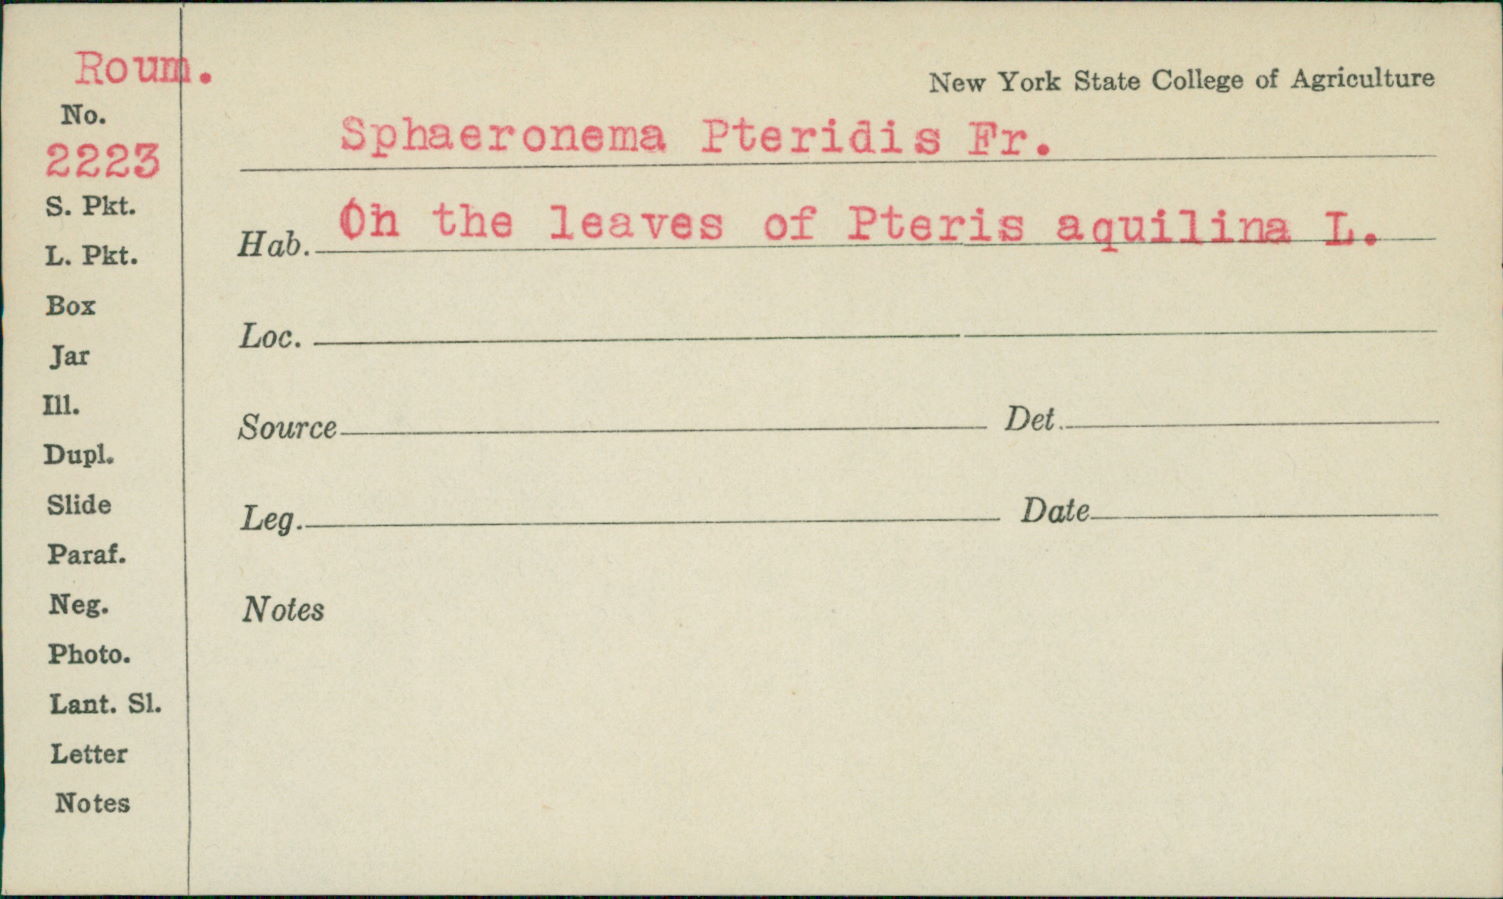 Roum.
No.
2223
S. Pkt.
L. Pkt.
Box
Jar
Ill.
Dupl.
Slide
Paraf.
Neg.
Photo.
Lant. Sl.
Letter
Notes
New York State College of Agriculture
Sphaeronema Pteridis Fr.
Hab. On the leaves of Pteris aquilina L.
Loc.
Source Det.
Leg. Date
Notes